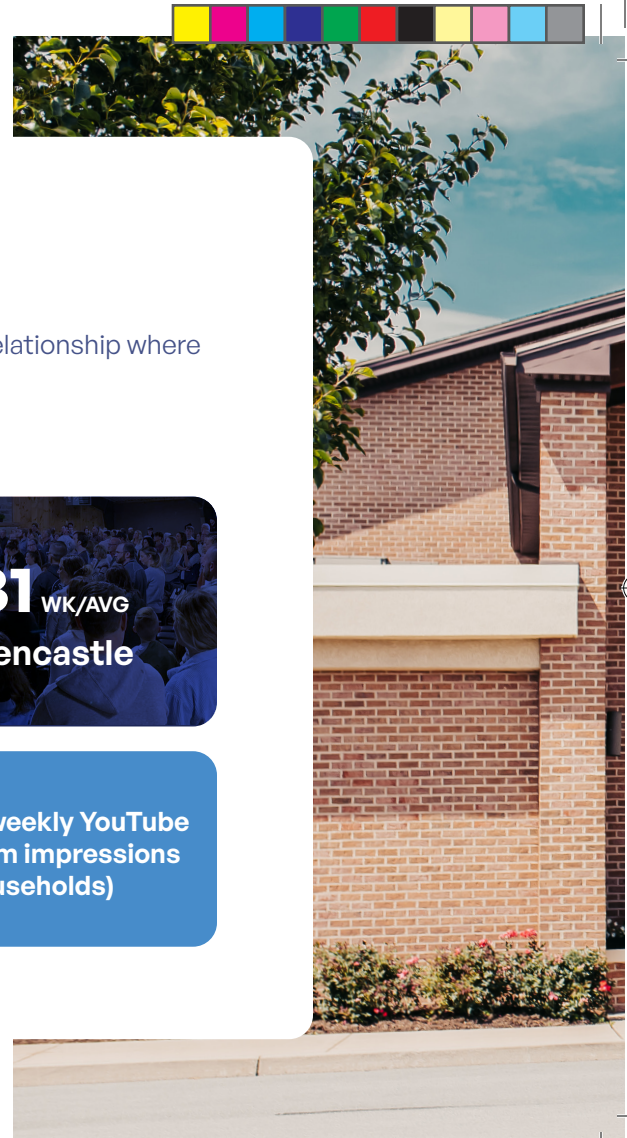 elationship where
31 WK/AVG
encastle
weekly YouTube
m impressions
useholds)